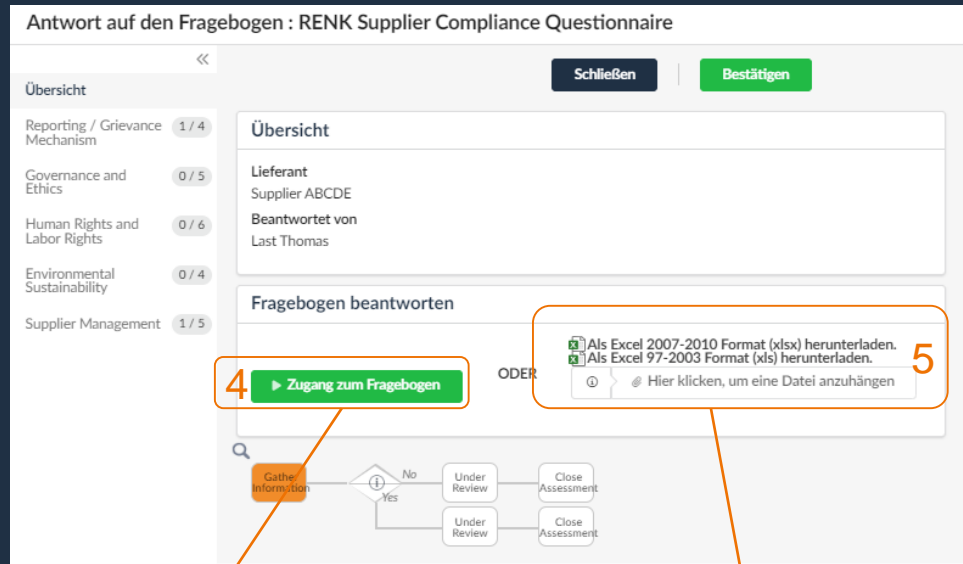 Antwort auf den Fragebogen : RENK Supplier Compliance Questionnaire
Übersicht
Reporting / Grievance Mechanism 1 / 4
Governance and Ethics 0 / 5
Human Rights and Labor Rights 0 / 6
Environmental Sustainability 0 / 4
Supplier Management 1 / 5
Schließen
Bestätigen
Übersicht
Lieferant
Supplier ABCDE
Beantwortet von
Last Thomas
Fragebogen beantworten
4
Zugang zum Fragebogen
ODER
Als Excel 2007-2010 Format (xlsx) herunterladen.
Als Excel 97-2003 Format (xls) herunterladen.
Hier klicken, um eine Datei anzuhängen
5
Gather
Information
No
Yes
Under
Review
Close
Assessment
Under
Review
Close
Assessment